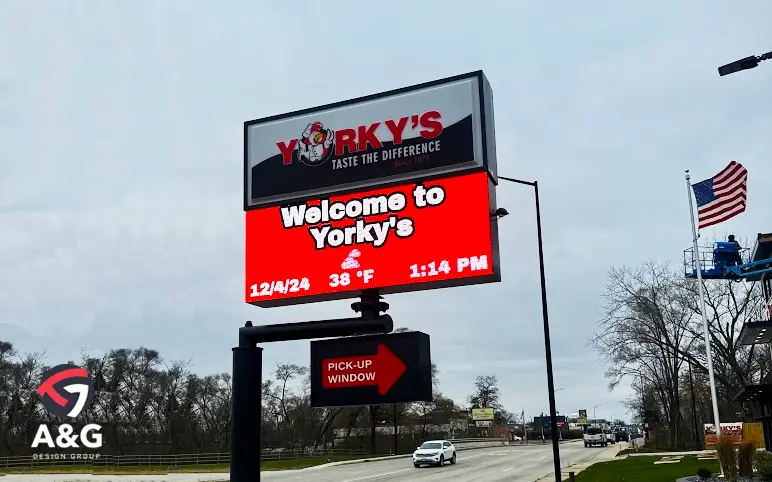 YORKY'S
TASTE THE DIFFERENCE
Since 1975
Welcome to
Yorky's
12/4/24 38 °F 1:14 PM
PICK-UP
WINDOW
A&G
DESIGN GROUP